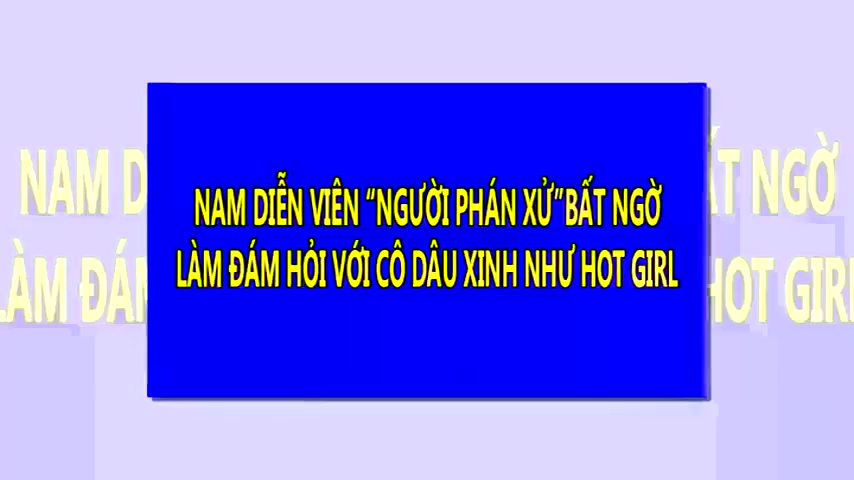 NAM DIỄN VIÊN “NGƯỜI PHÁN XỬ”BẤT NGỜ
LÀM ĐÁM HỎI VỚI CÔ DÂU XINH NHƯ HOT GIRL